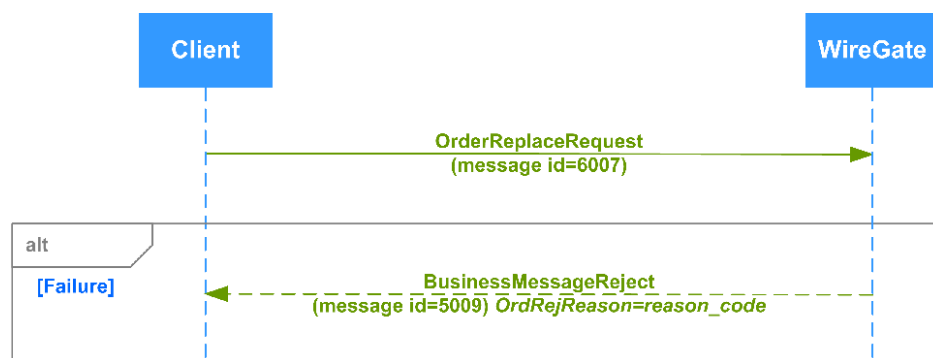 Client
WireGate
OrderReplaceRequest
(message id=6007)
alt
[Failure]
BusinessMessageReject
(message id=5009) OrdRejReason=reason_code